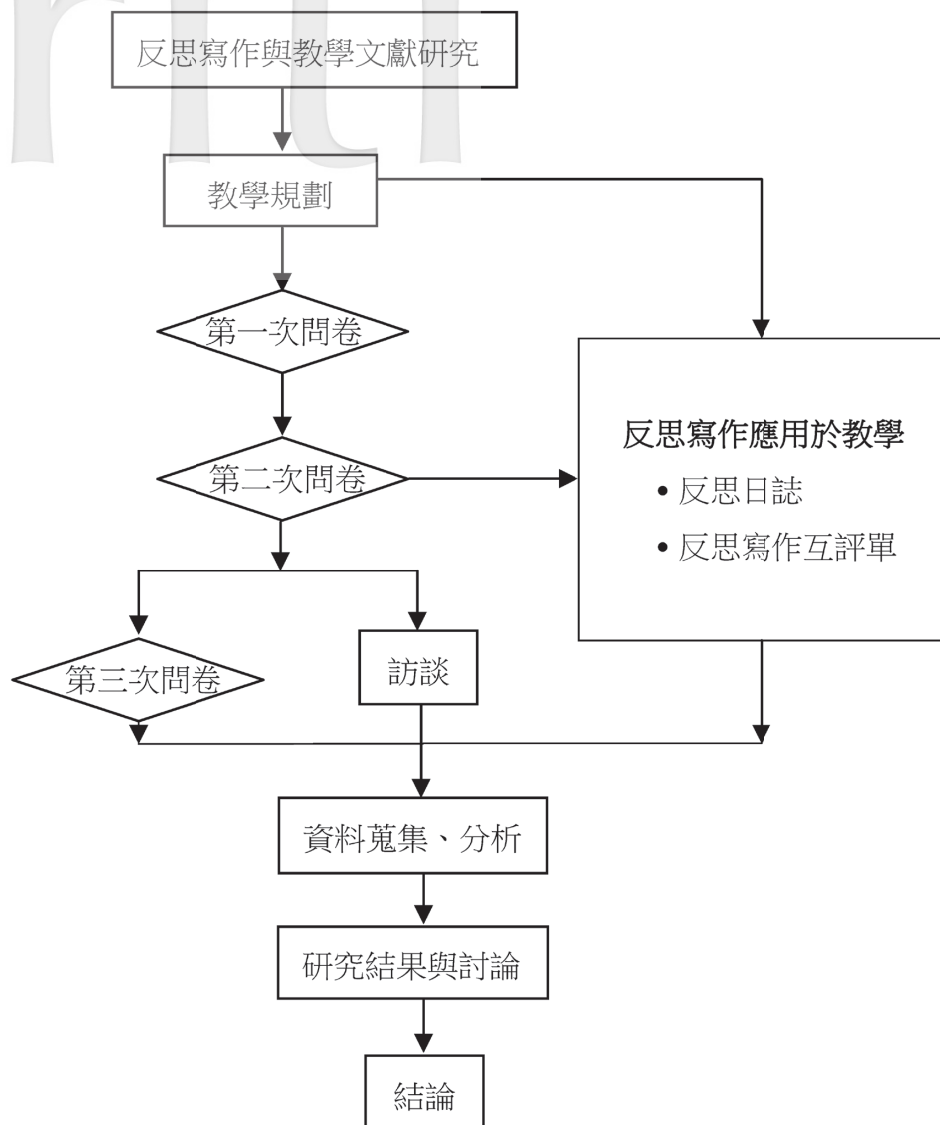 反思寫作與教學文獻研究
教學規劃
第一次問卷
第二次問卷
反思寫作應用於教學
• 反思日誌
• 反思寫作互評單
第三次問卷
訪談
資料蒐集、分析
研究結果與討論
結論